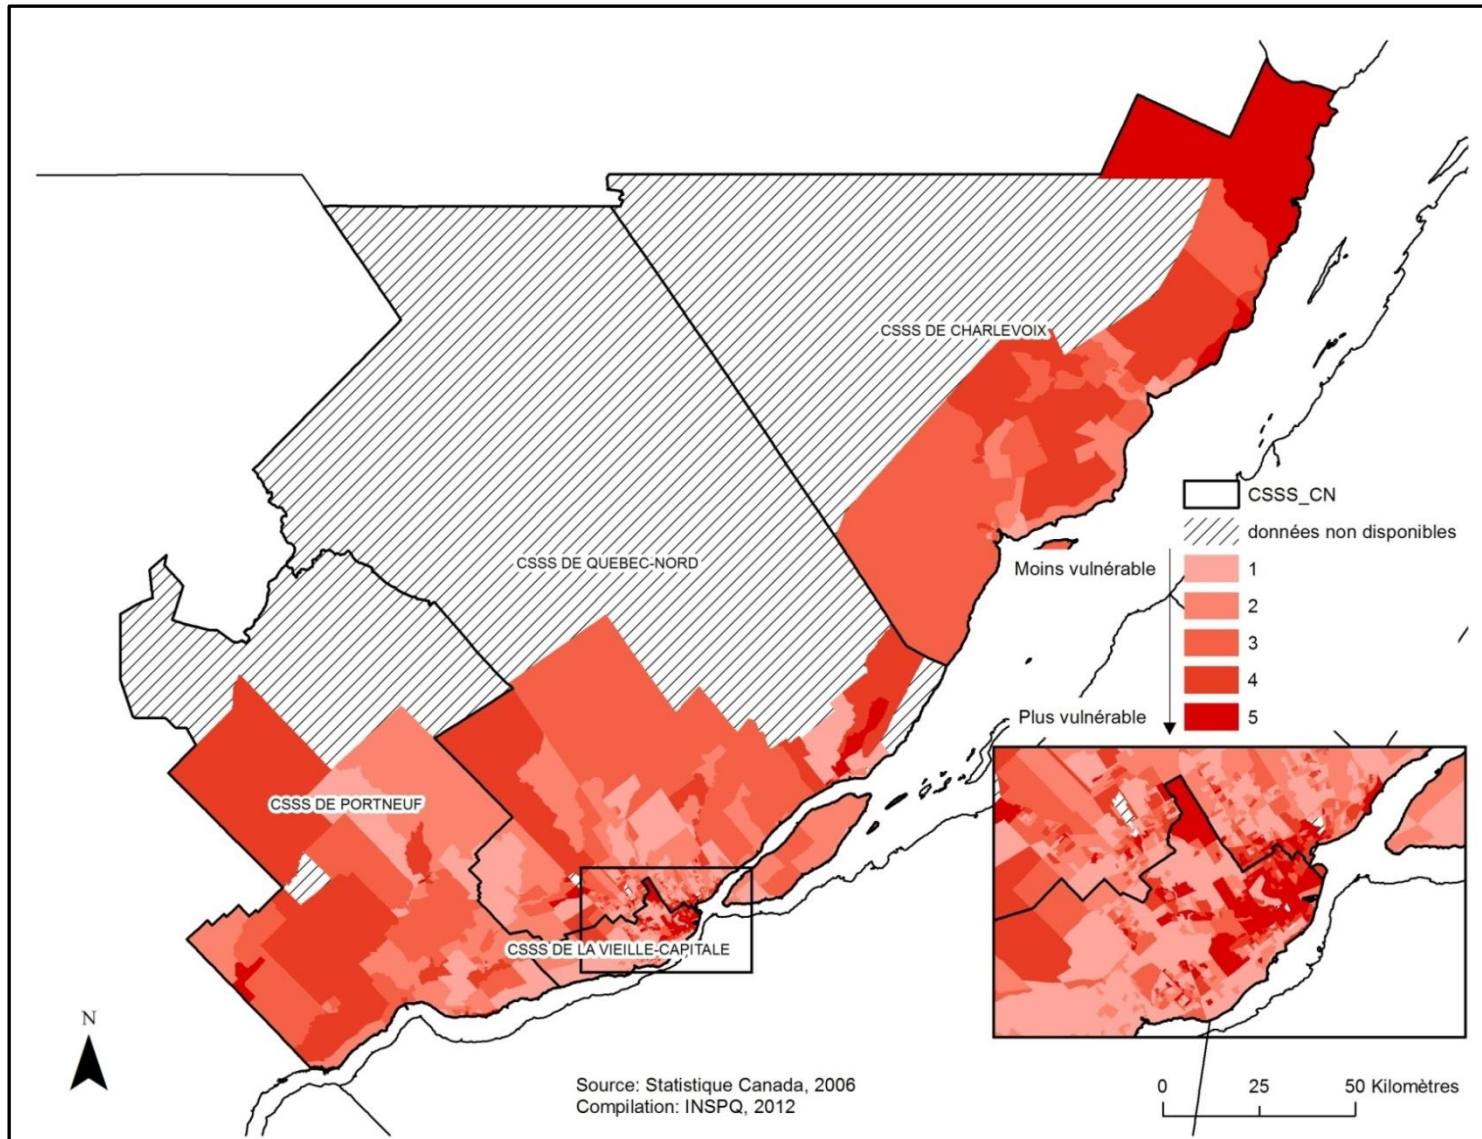 CSSS DE CHARLEVOIX
CSSS_CN
données non disponibles
Moins vulnérable
1
2
3
4
Plus vulnérable
5
CSSS DE QUEBEC-NORD
CSSS DE PORTNEUF
CSSS DE LA VIEILLE-CAPITALE
N
Source: Statistique Canada, 2006
Compilation: INSPQ, 2012
0 25 50 Kilomètres